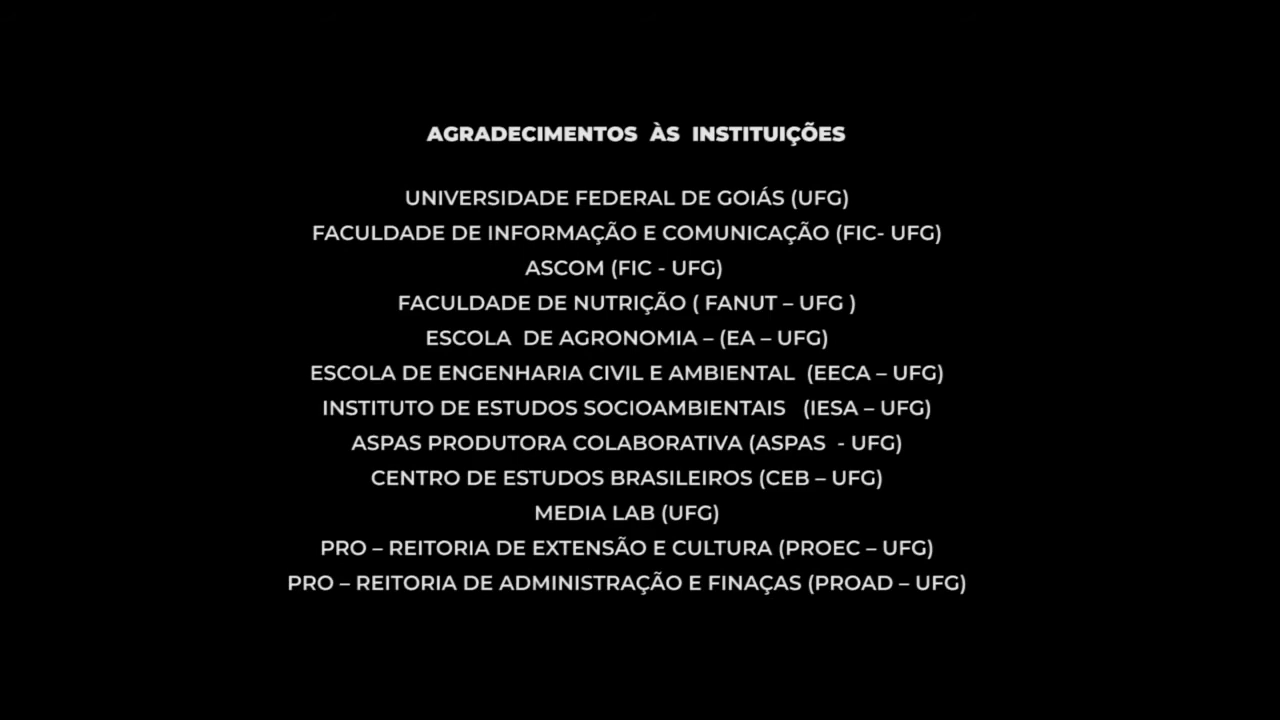 AGRADECIMENTOS ÀS INSTITUIÇÕES
UNIVERSIDADE FEDERAL DE GOIÁS (UFG)
FACULDADE DE INFORMAÇÃO E COMUNICAÇÃO (FIC- UFG)
ASCOM (FIC - UFG)
FACULDADE DE NUTRIÇÃO ( FANUT – UFG )
ESCOLA DE AGRONOMIA – (EA – UFG)
ESCOLA DE ENGENHARIA CIVIL E AMBIENTAL (EECA – UFG)
INSTITUTO DE ESTUDOS SOCIOAMBIENTAIS (IESA – UFG)
ASPAS PRODUTORA COLABORATIVA (ASPAS - UFG)
CENTRO DE ESTUDOS BRASILEIROS (CEB – UFG)
MEDIA LAB (UFG)
PRO – REITORIA DE EXTENSÃO E CULTURA (PROEC – UFG)
PRO – REITORIA DE ADMINISTRAÇÃO E FINAÇAS (PROAD – UFG)